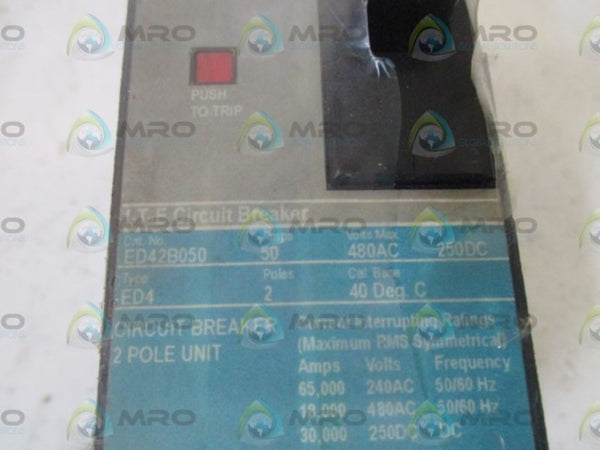 PUSH
TO TRIP
I-T-E Circuit Breaker
Cat. No. Amps Volts Max.
ED42B050 50 480AC 250DC
Type Poles Cal. Base
ED4 2 40 Deg C
CIRCUIT BREAKER Current Interrupting Ratings
2 POLE UNIT (Maximum RMS Symmetrical)
Amps Volts Frequency
65,000 240AC 50/60 Hz
18,000 480AC 50/60 Hz
30,000 250DC DC
MRO